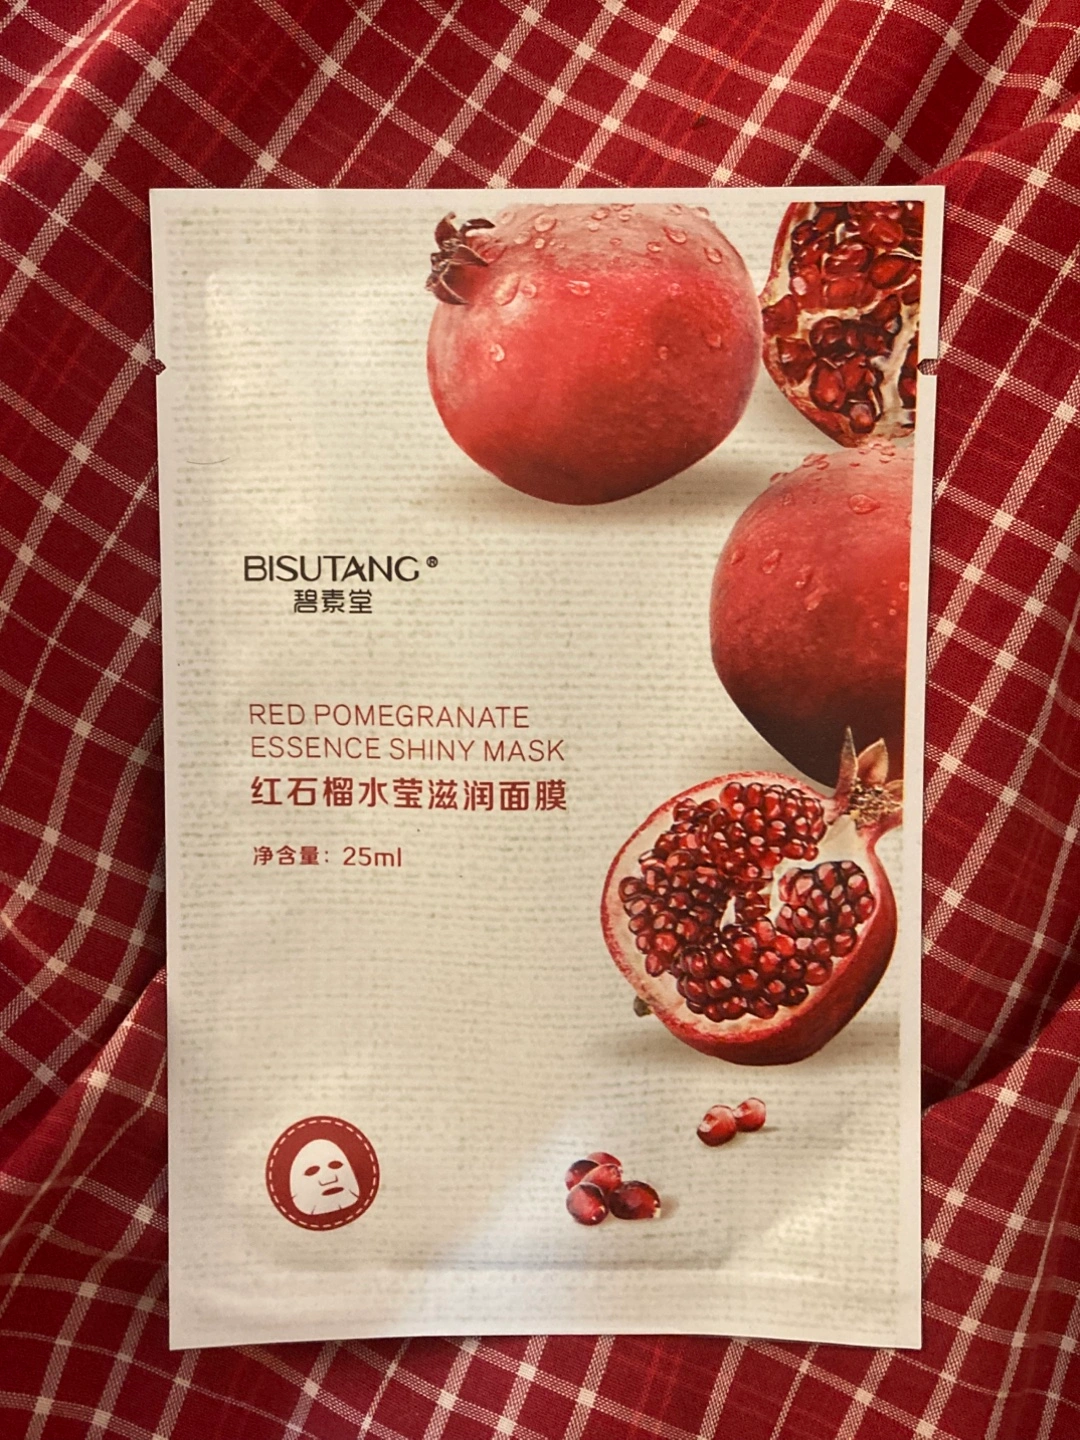 BISUTANG®
碧素堂
RED POMEGRANATE
ESSENCE SHINY MASK
红石榴水莹滋润面膜
净含量: 25ml